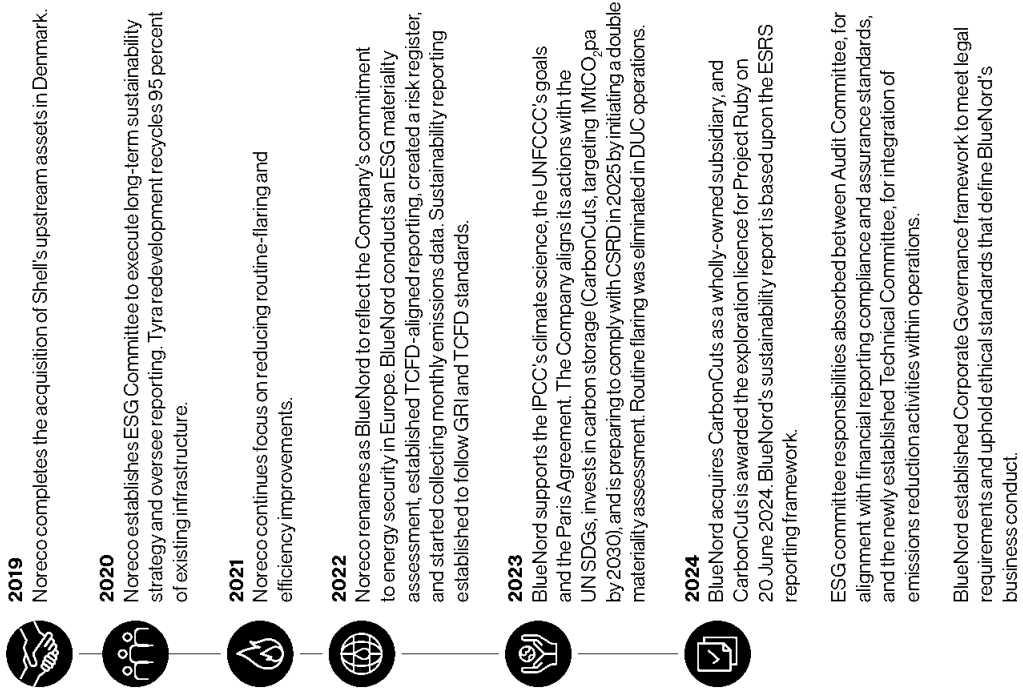 2019
Noreco completes the acquisition of Shell's upstream assets in Denmark.
2020
Noreco establishes ESG Committee to execute long-term sustainability
strategy and oversee reporting. Tyra redevelopment recycles 95 percent
of existing infrastructure.
2021
Noreco continues focus on reducing routine-flaring and
efficiency improvements.
2022
Noreco renames as BlueNord to reflect the Company's commitment
to energy security in Europe. BlueNord conducts an ESG materiality
assessment, established TCFD-aligned reporting, created a risk register,
and started collecting monthly emissions data. Sustainability reporting
established to follow GRI and TCFD standards.
2023
BlueNord supports the IPCC's climate science, the UNFCCC's goals
and the Paris Agreement. The Company aligns its actions with the
UN SDGs, invests in carbon storage (CarbonCuts, targeting 1MtCO₂pa
by 2030), and is preparing to comply with CSRD in 2025 by initiating a double
materiality assessment. Routine flaring was eliminated in DUC operations.
2024
BlueNord acquires CarbonCuts as a wholly-owned subsidiary, and
CarbonCuts is awarded the exploration licence for Project Ruby on
20 June 2024. BlueNord's sustainability report is based upon the ESRS
reporting framework.
ESG committee responsibilities absorbed between Audit Committee, for
alignment with financial reporting compliance and assurance standards,
and the newly established Technical Committee, for integration of
emissions reduction activities within operations.
BlueNord established Corporate Governance framework to meet legal
requirements and uphold ethical standards that define BlueNord's
business conduct.